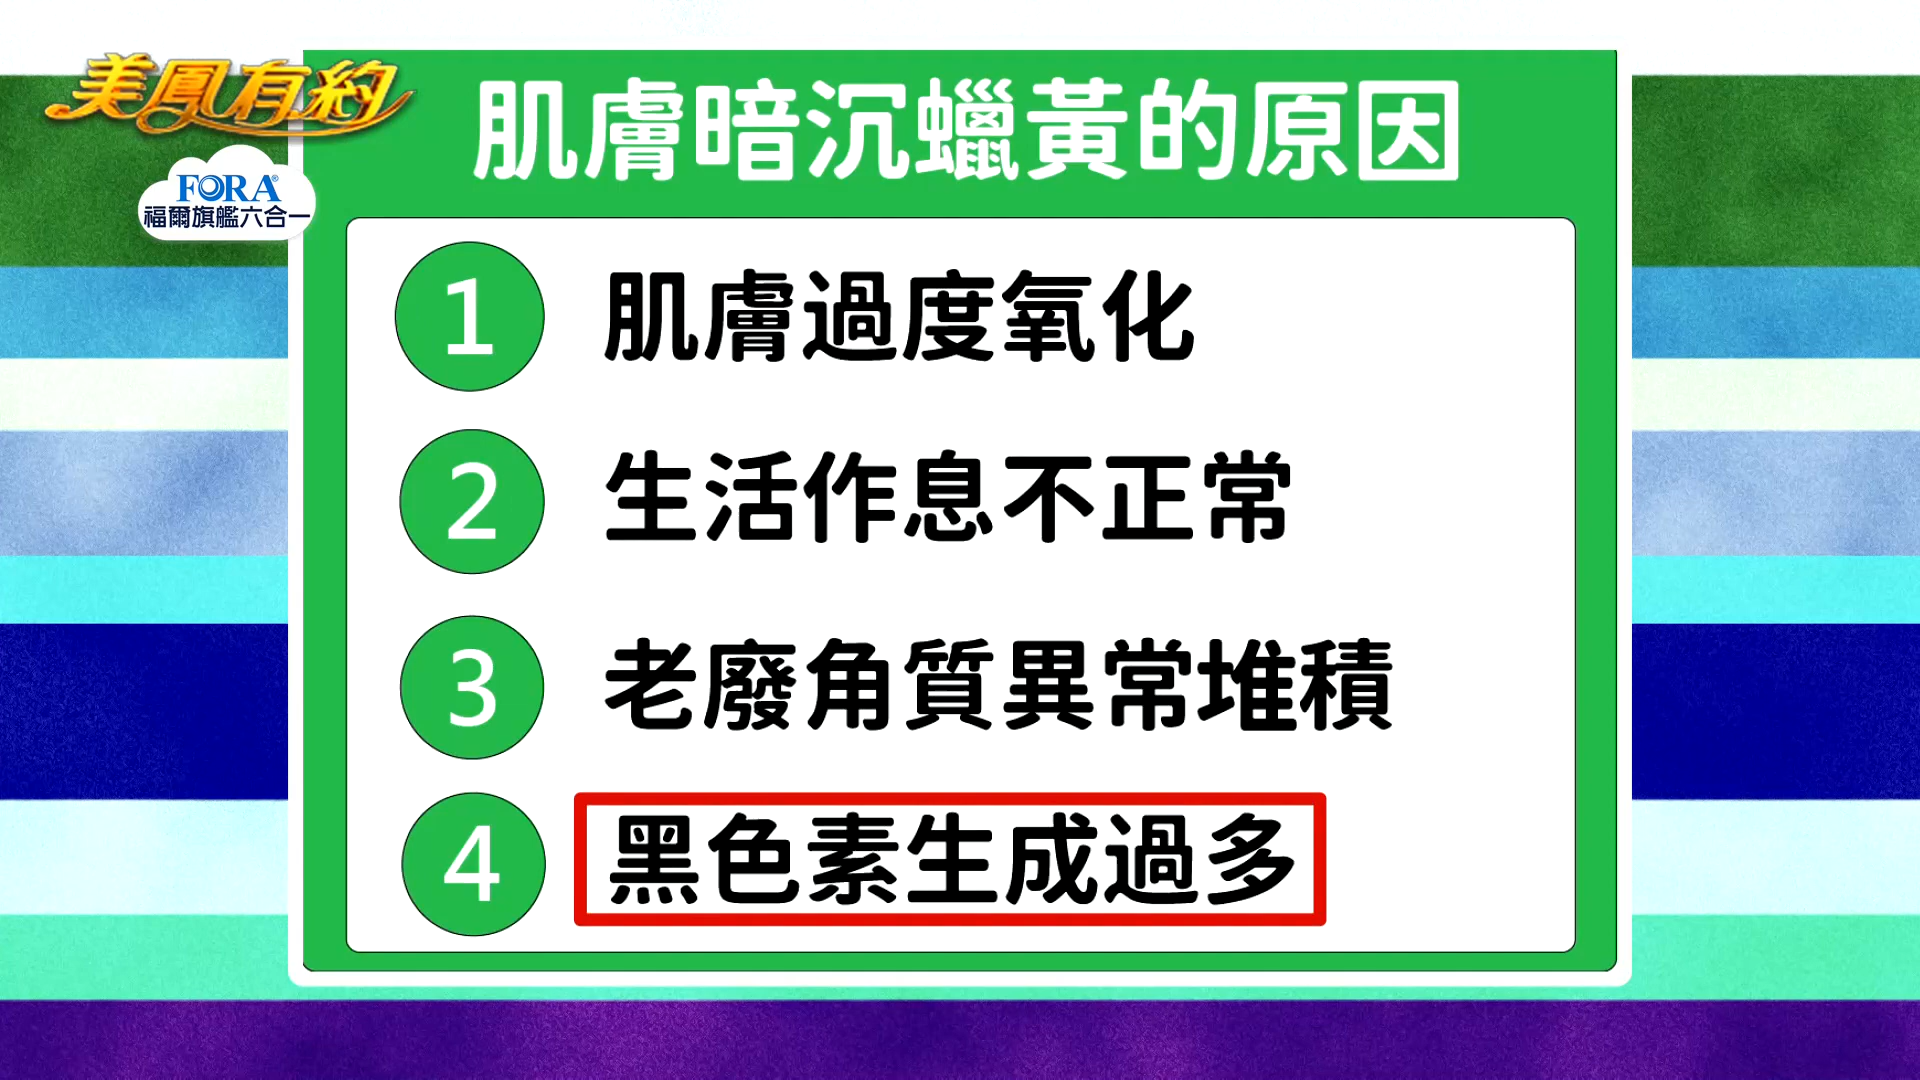 美鳳有約
FORA®
福爾旗艦六合一
肌膚暗沉蠟黃的原因
1 肌膚過度氧化
2 生活作息不正常
3 老廢角質異常堆積
4 黑色素生成過多